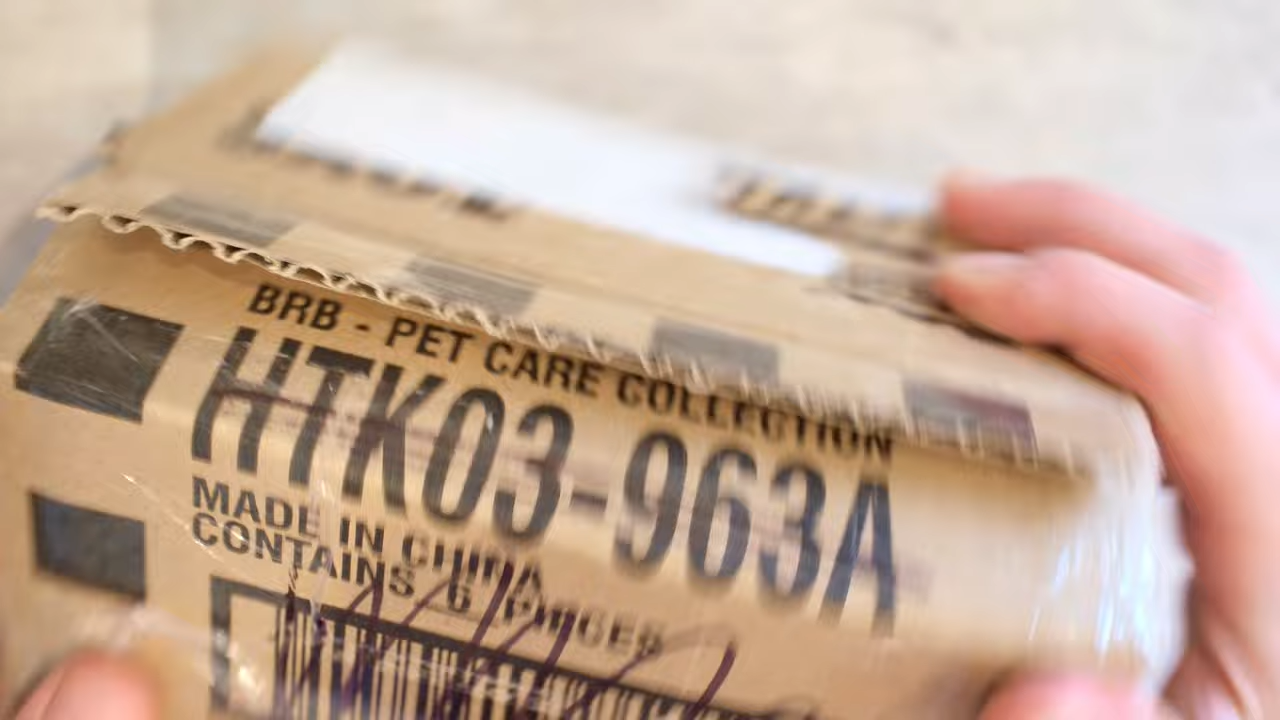 BRB - PET CARE COLLECTION
HTK03-963A
MADE IN CHINA
CONTAINS 6 PIECES